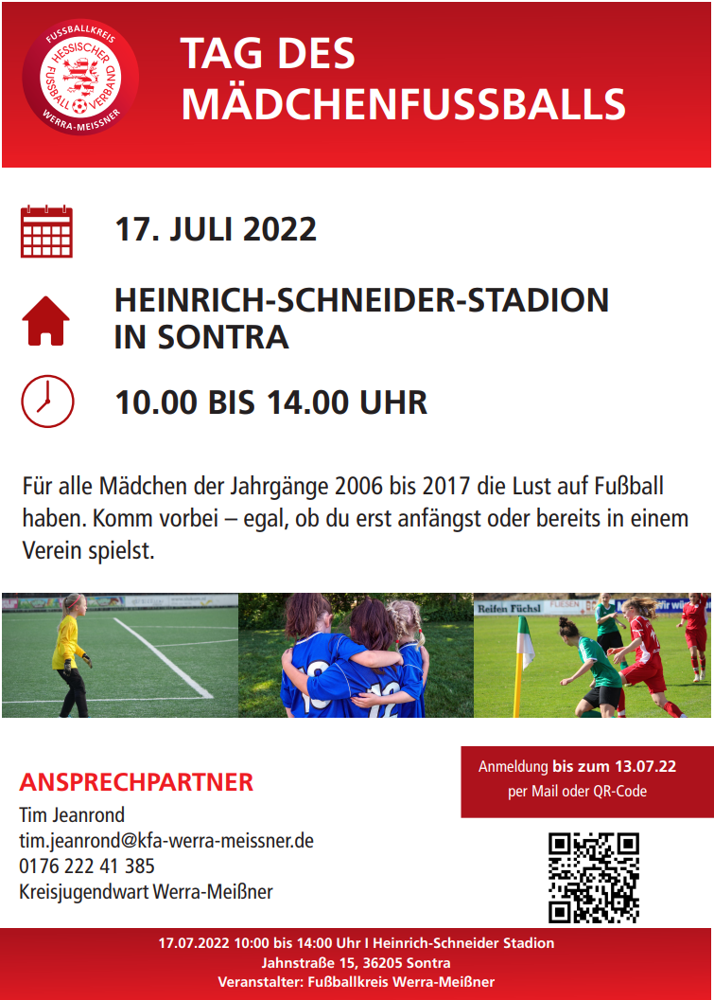 FUSSBALLKREIS
HESSISCHER
FUSSBALL VERBAND
WERRA-MEISSNER
TAG DES
MÄDCHENFUSSBALLS
17. JULI 2022
HEINRICH-SCHNEIDER-STADION
IN SONTRA
10.00 BIS 14.00 UHR
Für alle Mädchen der Jahrgänge 2006 bis 2017 die Lust auf Fußball
haben. Komm vorbei – egal, ob du erst anfängst oder bereits in einem
Verein spielst.
Reifen Füchsl
FLIESEN
Wir
12
ANSPRECHPARTNER
Tim Jeanrond
tim.jeanrond@kfa-werra-meissner.de
0176 222 41 385
Kreisjugendwart Werra-Meißner
Anmeldung bis zum 13.07.22
per Mail oder QR-Code
17.07.2022 10:00 bis 14:00 Uhr I Heinrich-Schneider Stadion
Jahnstraße 15, 36205 Sontra
Veranstalter: Fußballkreis Werra-Meißner